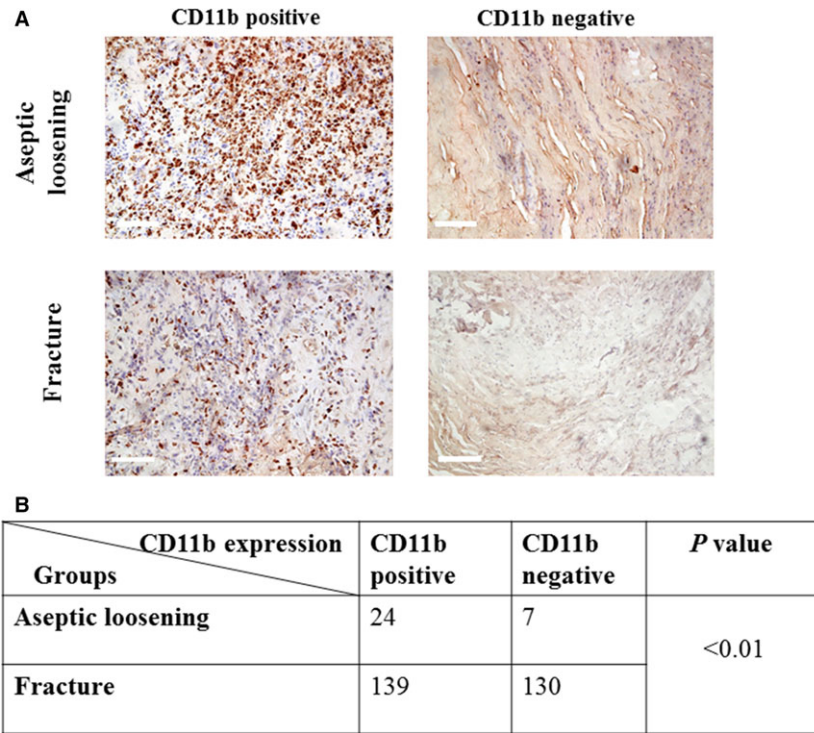 A
CD11b positive
CD11b negative
Aseptic
loosening
Fracture
B
CD11b expression
Groups
CD11b
positive
CD11b
negative
P value
Aseptic loosening
24
7
<0.01
Fracture
139
130